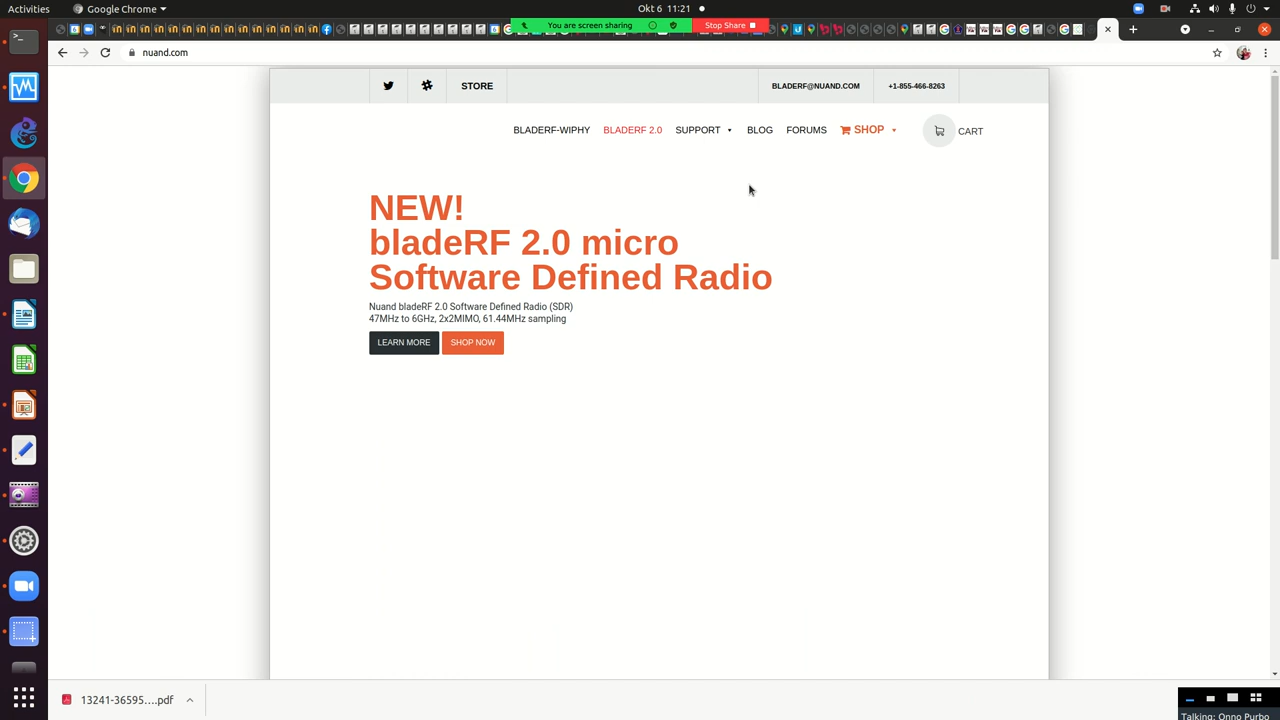 Activities
Google Chrome
Okt 6 11:21
You are screen sharing
Stop Share
nuand.com
STORE
BLADERF@NUAND.COM
+1-855-466-8263
BLADERF-WIPHY
BLADERF 2.0
SUPPORT
BLOG
FORUMS
SHOP
CART
NEW!
bladeRF 2.0 micro
Software Defined Radio
Nuand bladeRF 2.0 Software Defined Radio (SDR)
47MHz to 6GHz, 2x2MIMO, 61.44MHz sampling
LEARN MORE
SHOP NOW
13241-36595....pdf
Talking: Onno Purbo